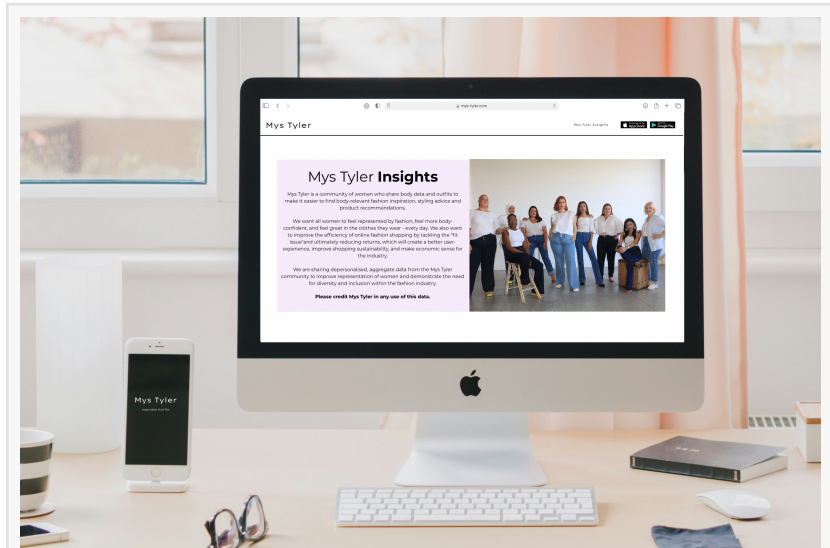 mys-tyler.com
Mys Tyler
Mys Tyler Insights
App Store
Google Play
Mys Tyler Insights
Mys Tyler is a community of women who share body data and outfits to
make it easier to find body-relevant fashion inspiration, styling advice and
product recommendations.
We want all women to feel represented by fashion, feel more body-
confident, and feel great in the clothes they wear - every day. We also want
to improve the efficiency of online fashion shopping by tackling the "fit
issue"and ultimately reducing returns, which will create a better user-
experience, improve shopping sustainability, and make economic sense for
the industry.
We are sharing depersonalised, aggregate data from the Mys Tyler
community to improve representation of women and demonstrate the need
for diversity and inclusion within the fashion industry.
Please credit Mys Tyler in any use of this data.
Mys Tyler